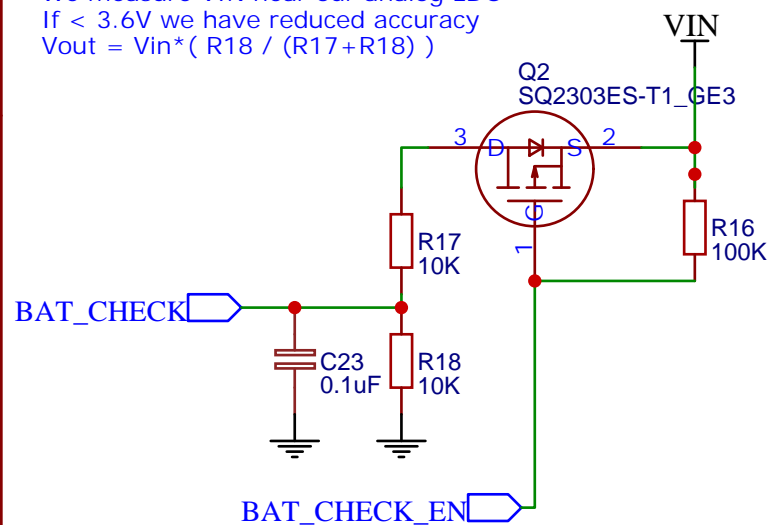 If < 3.6V we have reduced accuracy
Vout = Vin*( R18 / (R17+R18) )
VIN
Q2
SQ2303ES-T1_GE3
3
D
S
2
G
1
R17
10K
R16
100K
BAT_CHECK
C23
0.1uF
R18
10K
BAT_CHECK_EN